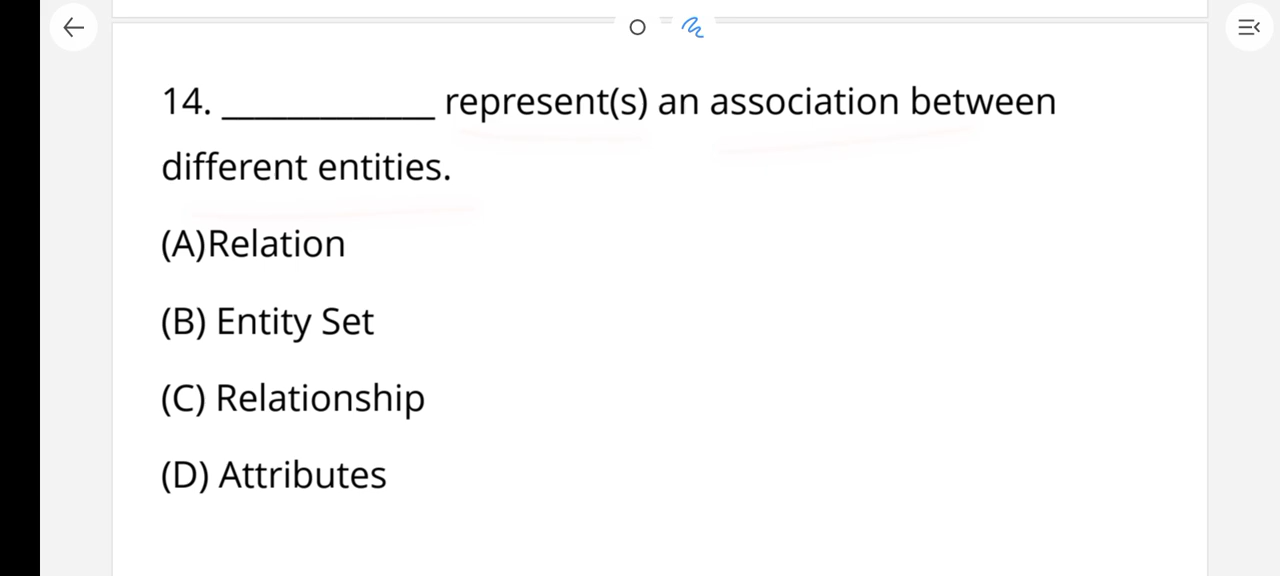 14. ____________ represent(s) an association between
different entities.
(A)Relation
(B) Entity Set
(C) Relationship
(D) Attributes